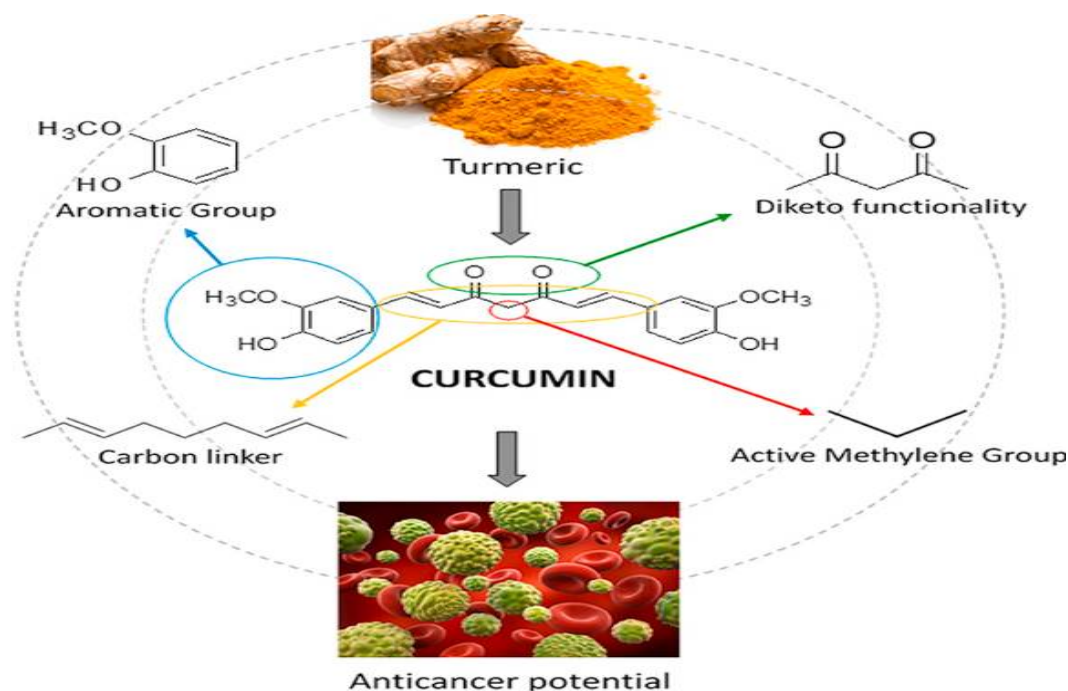 Turmeric
H₃CO
HO
Aromatic Group
O O
Diketo functionality
O O
H₃CO
OCH₃
HO
OH
CURCUMIN
Carbon linker
Active Methylene Group
Anticancer potential